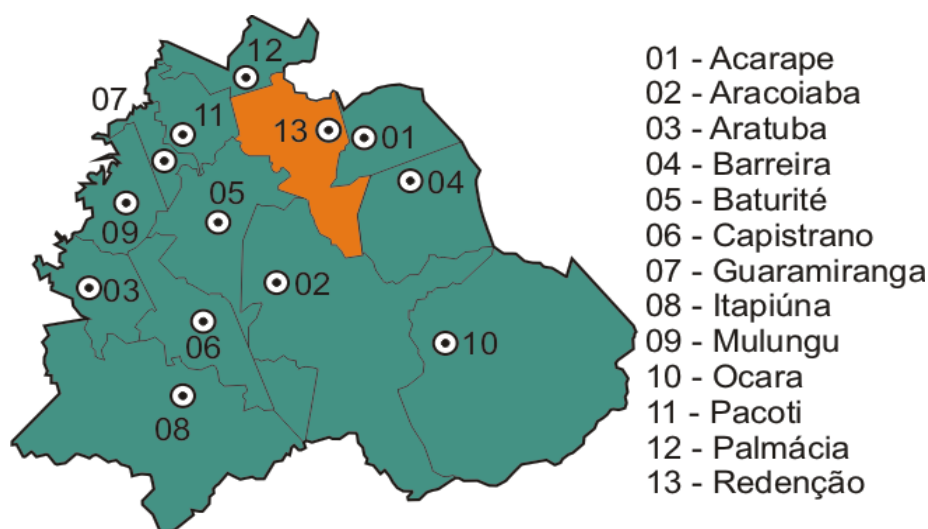 12
07
11
13
01
05
04
09
02
03
06
10
08
01 - Acarape
02 - Aracoiaba
03 - Aratuba
04 - Barreira
05 - Baturité
06 - Capistrano
07 - Guaramiranga
08 - Itapiúna
09 - Mulungu
10 - Ocara
11 - Pacoti
12 - Palmácia
13 - Redenção